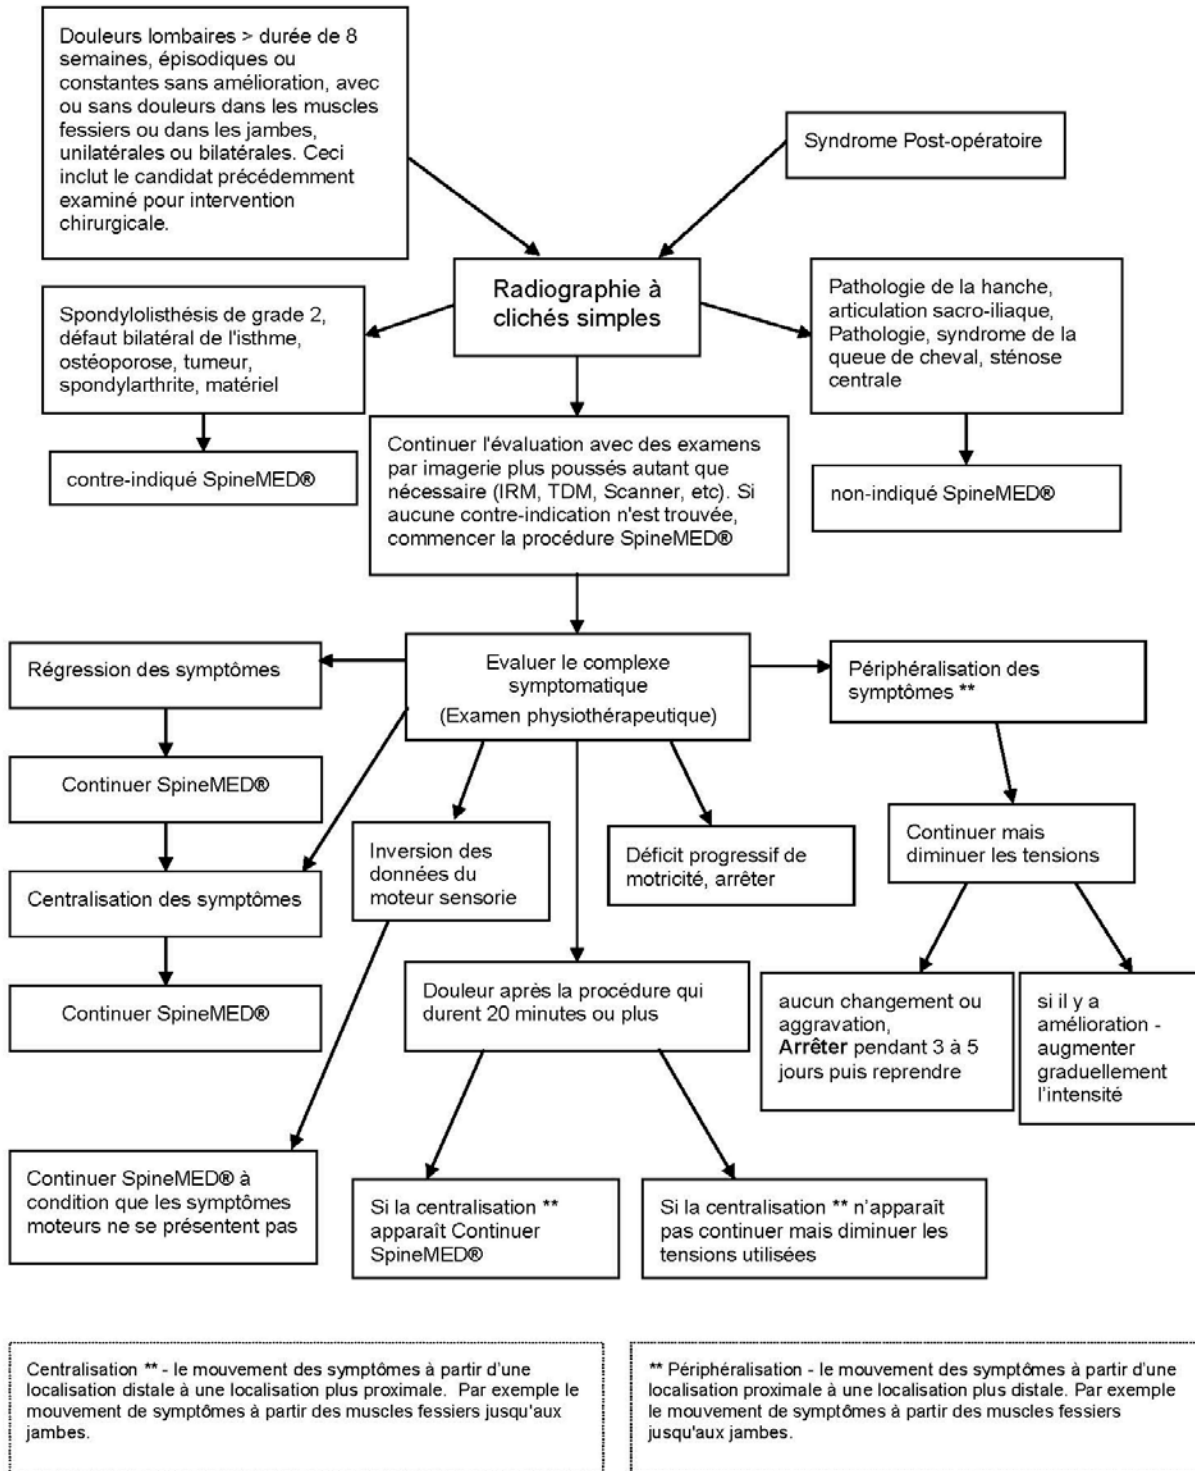 Douleurs lombaires > durée de 8
semaines, épisodiques ou
constantes sans amélioration, avec
ou sans douleurs dans les muscles
fessiers ou dans les jambes,
unilatérales ou bilatérales. Ceci
inclut le candidat précédemment
examiné pour intervention
chirurgicale.
Syndrome Post-opératoire
Radiographie à
clichés simples
Spondylolisthésis de grade 2,
défaut bilatéral de l'isthme,
ostéoporose, tumeur,
spondylarthrite, matériel
Pathologie de la hanche,
articulation sacro-iliaque,
Pathologie, syndrome de la
queue de cheval, sténose
centrale
contre-indiqué SpineMED®
Continuer l'évaluation avec des examens
par imagerie plus poussés autant que
nécessaire (IRM, TDM, Scanner, etc). Si
aucune contre-indication n'est trouvée,
commencer la procédure SpineMED®
non-indiqué SpineMED®
Régression des symptômes
Evaluer le complexe
symptomatique
(Examen physiothérapeutique)
Périphéralisation des
symptômes **
Continuer SpineMED®
Centralisation des symptômes
Continuer SpineMED®
Inversion des
données du
moteur sensorie
Déficit progressif de
motricité, arrêter
Continuer mais
diminuer les tensions
Douleur après la procédure qui
durent 20 minutes ou plus
aucun changement ou
aggravation,
Arrêter pendant 3 à 5
jours puis reprendre
si il y a
amélioration -
augmenter
graduellement
l'intensité
Continuer SpineMED® à
condition que les symptômes
moteurs ne se présentent pas
Si la centralisation **
apparaît Continuer
SpineMED®
Si la centralisation ** n'apparaît
pas continuer mais diminuer les
tensions utilisées
Centralisation ** - le mouvement des symptômes à partir d'une
localisation distale à une localisation plus proximale. Par exemple le
mouvement de symptômes à partir des muscles fessiers jusqu'aux
jambes.
** Périphéralisation - le mouvement des symptômes à partir d'une
localisation proximale à une localisation plus distale. Par exemple
le mouvement de symptômes à partir des muscles fessiers
jusqu'aux jambes.